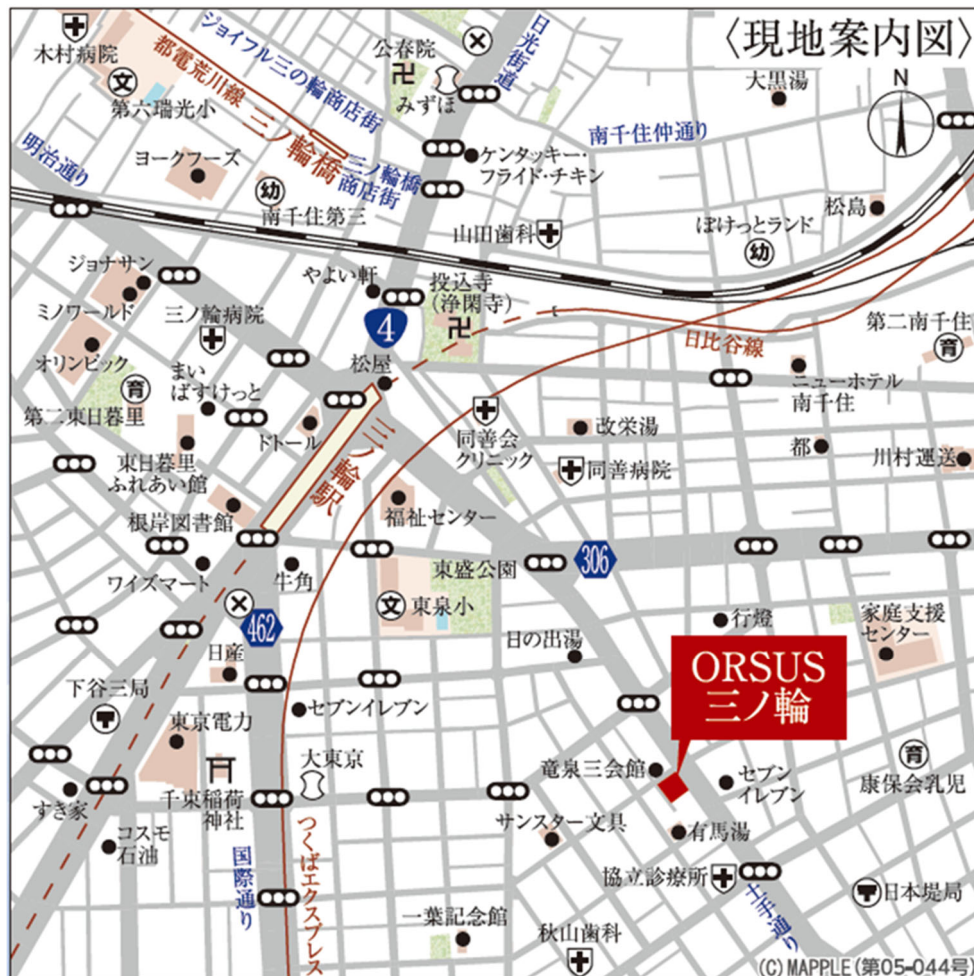 〈現地案内図〉
木村病院
文
第六瑞光小
都電荒川線
ジョイフル三の輪商店街
公春院
卍
みずほ
日光街道
大黒湯
N
三ノ輪橋
三ノ輪橋
商店街
ケンタッキー・
フライド・チキン
南千住仲通り
明治通り
ヨークフーズ
幼
南千住第三
山田歯科
ぽけっとランド
幼
松島
ジョナサン
ミノワールド
三ノ輪病院
やよい軒
投込寺
(浄閑寺)
卍
4
日比谷線
第二南千住
育
オリンピック
まい
ばすけっと
松屋
ニューホテル
南千住
育
第二東日暮里
ドトール
三ノ輪駅
同善会
クリニック
改栄湯
同善病院
都
川村運送
東日暮里
ふれあい館
根岸図書館
福祉センター
ワイズマート
牛角
東盛公園
306
文
東泉小
462
日産
日の出湯
行燈
家庭支援
センター
ORSUS
三ノ輪
下谷三局
セブンイレブン
東京電力
大東京
竜泉三会館
セブン
イレブン
育
康保会乳児
すき家
千束稲荷
神社
コスモ
石油
サンスター文具
有馬湯
国際通り
つくばエクスプレス
協立診療所
土手通り
日本堤局
一葉記念館
秋山歯科
(C)MAPPLE(第05-044号)